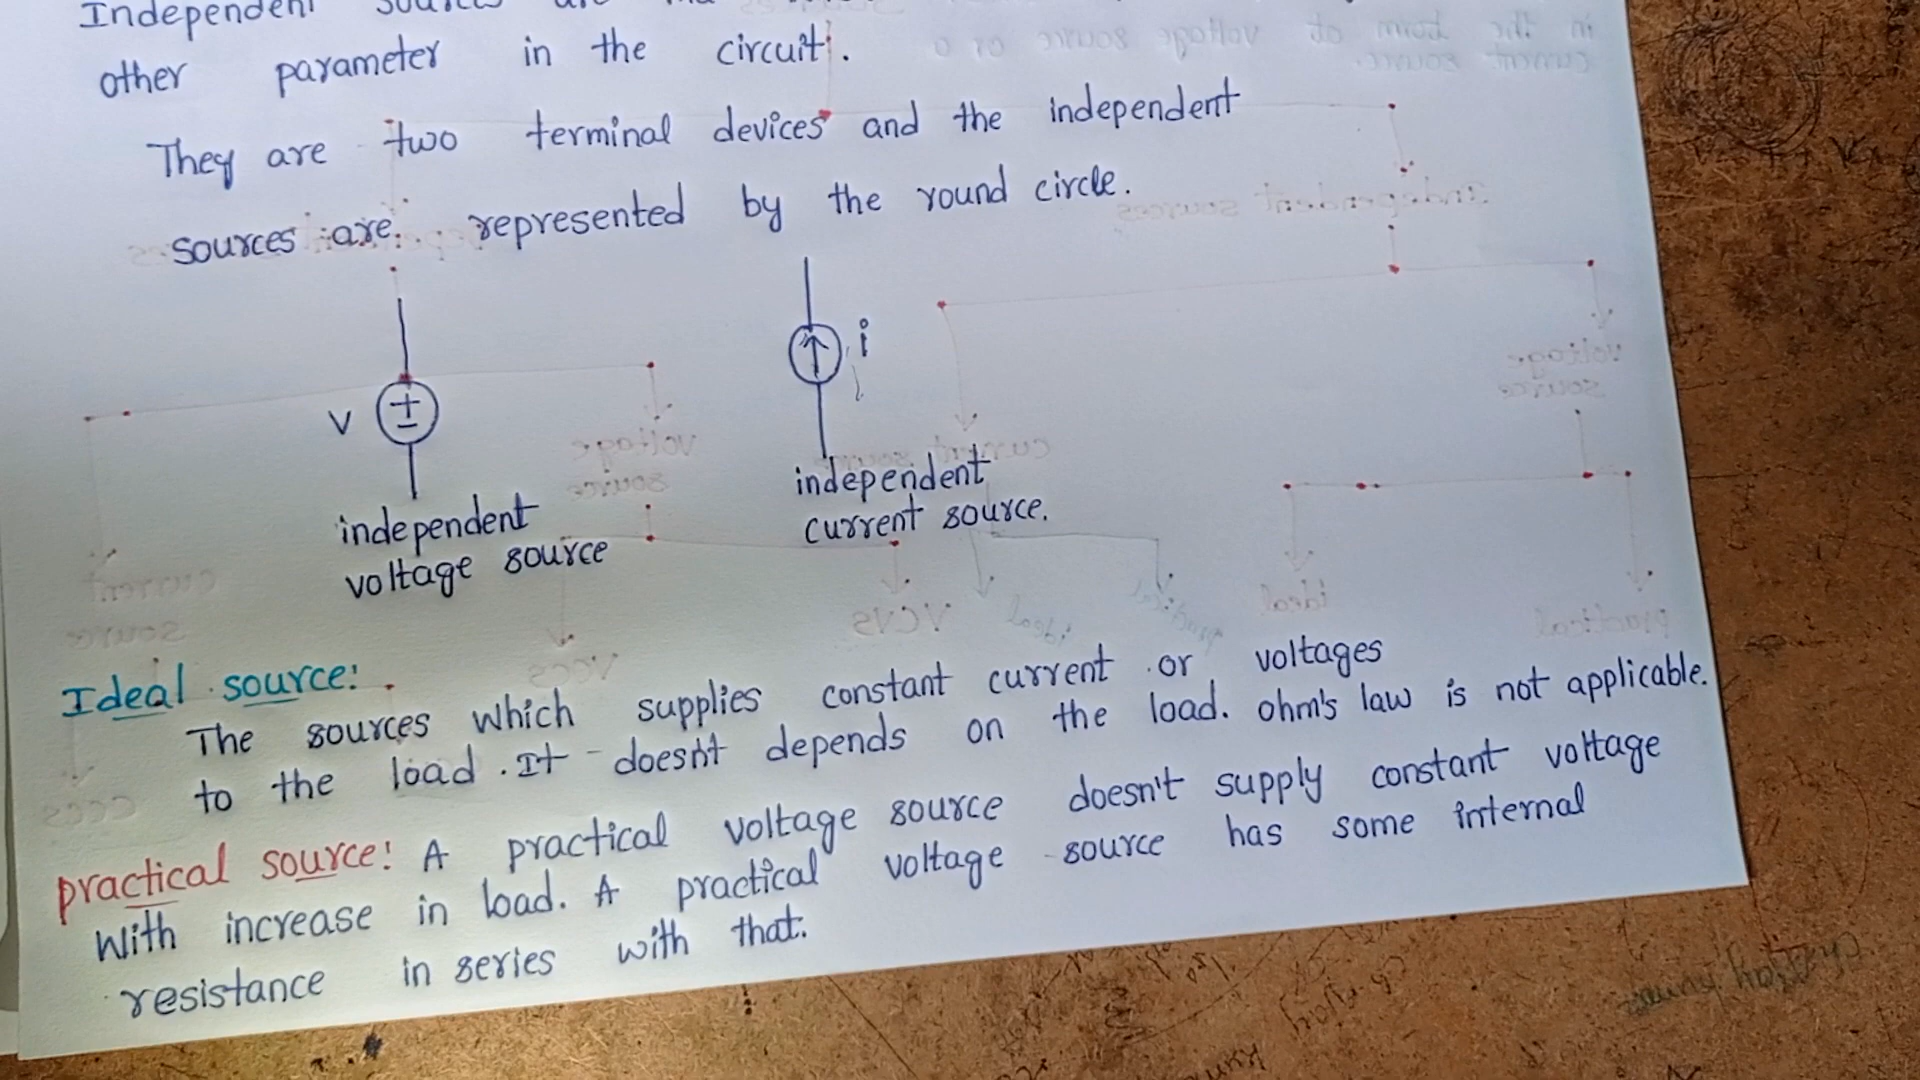 Independent sources are
other parameter in the circuit.
They are two terminal devices and the independent
sources are represented by the round circle.
V + -
i
independent
voltage source
independent
current source.
Ideal source:
The sources which supplies constant current or voltages
to the load. It doesn't depends on the load. ohm's law is not applicable.
practical source: A practical voltage source doesn't supply constant voltage
With increase in load. A practical voltage source has some internal
resistance in series with that.